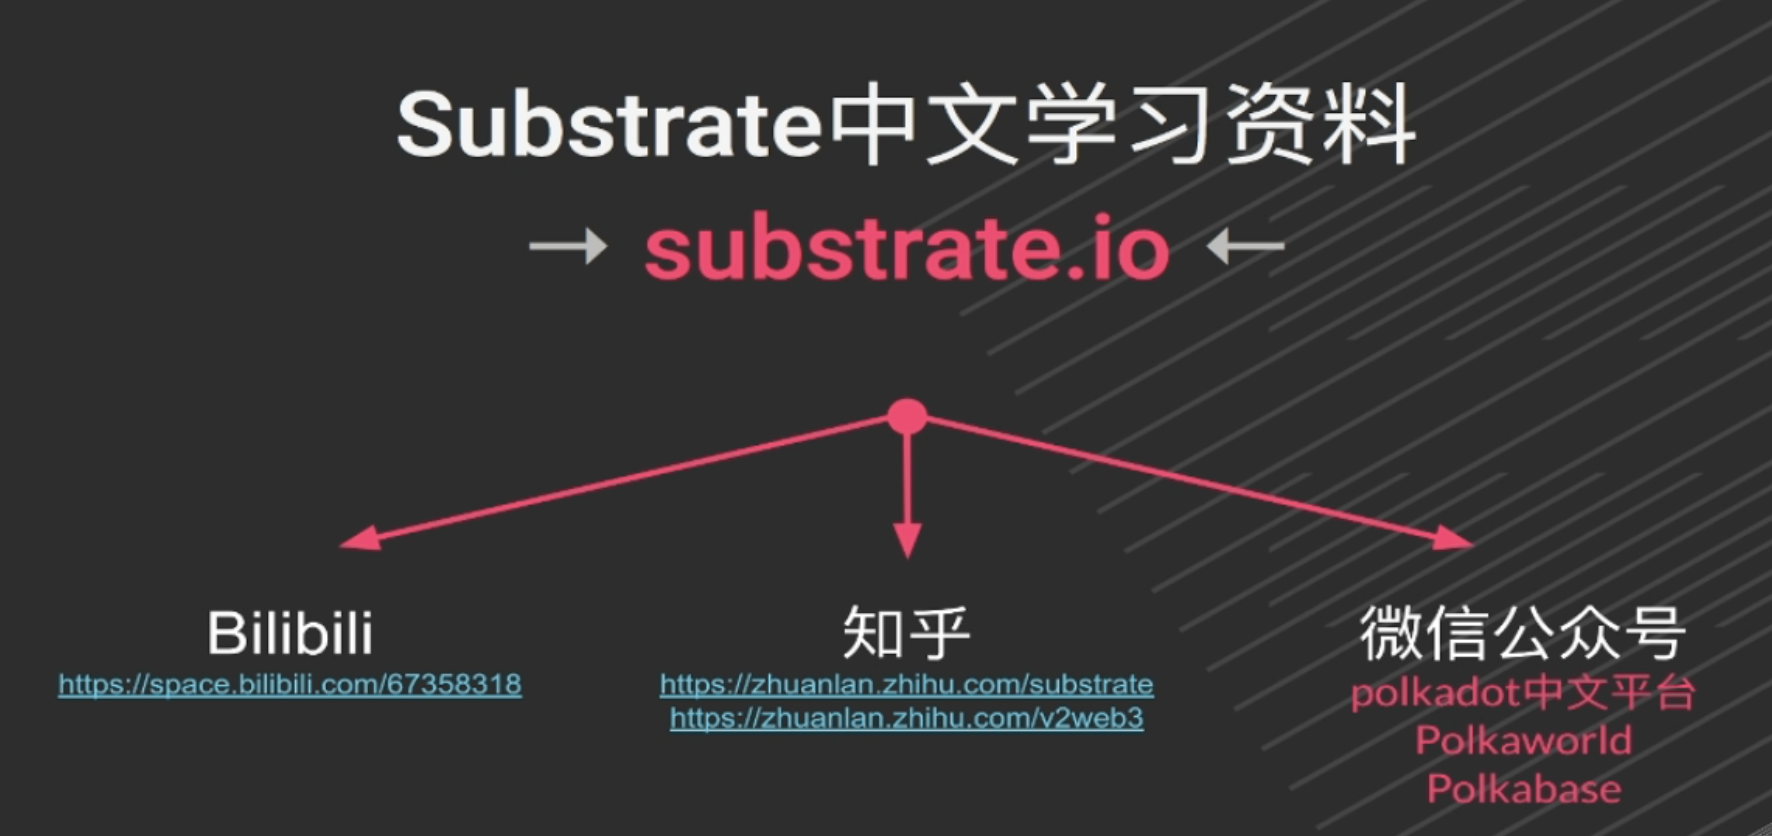 Substrate中文学习资料
→ substrate.io ←
Bilibili
https://space.bilibili.com/67358318
知乎
https://zhuanlan.zhihu.com/substrate
https://zhuanlan.zhihu.com/v2web3
微信公众号
polkadot中文平台
Polkaworld
Polkabase